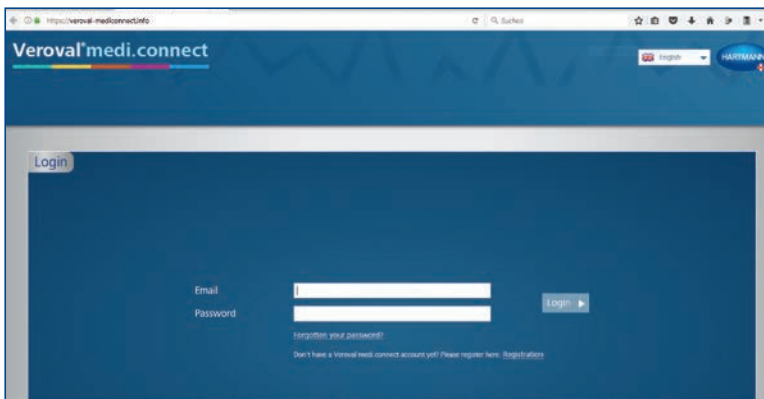 https://veroval-mediconnect.info
Suchen
Veroval®medi.connect
English
HARTMANN
Login
Email
Password
Login
Forgotten your password?
Don't have a Veroval medi.connect account yet? Please register here: Registration